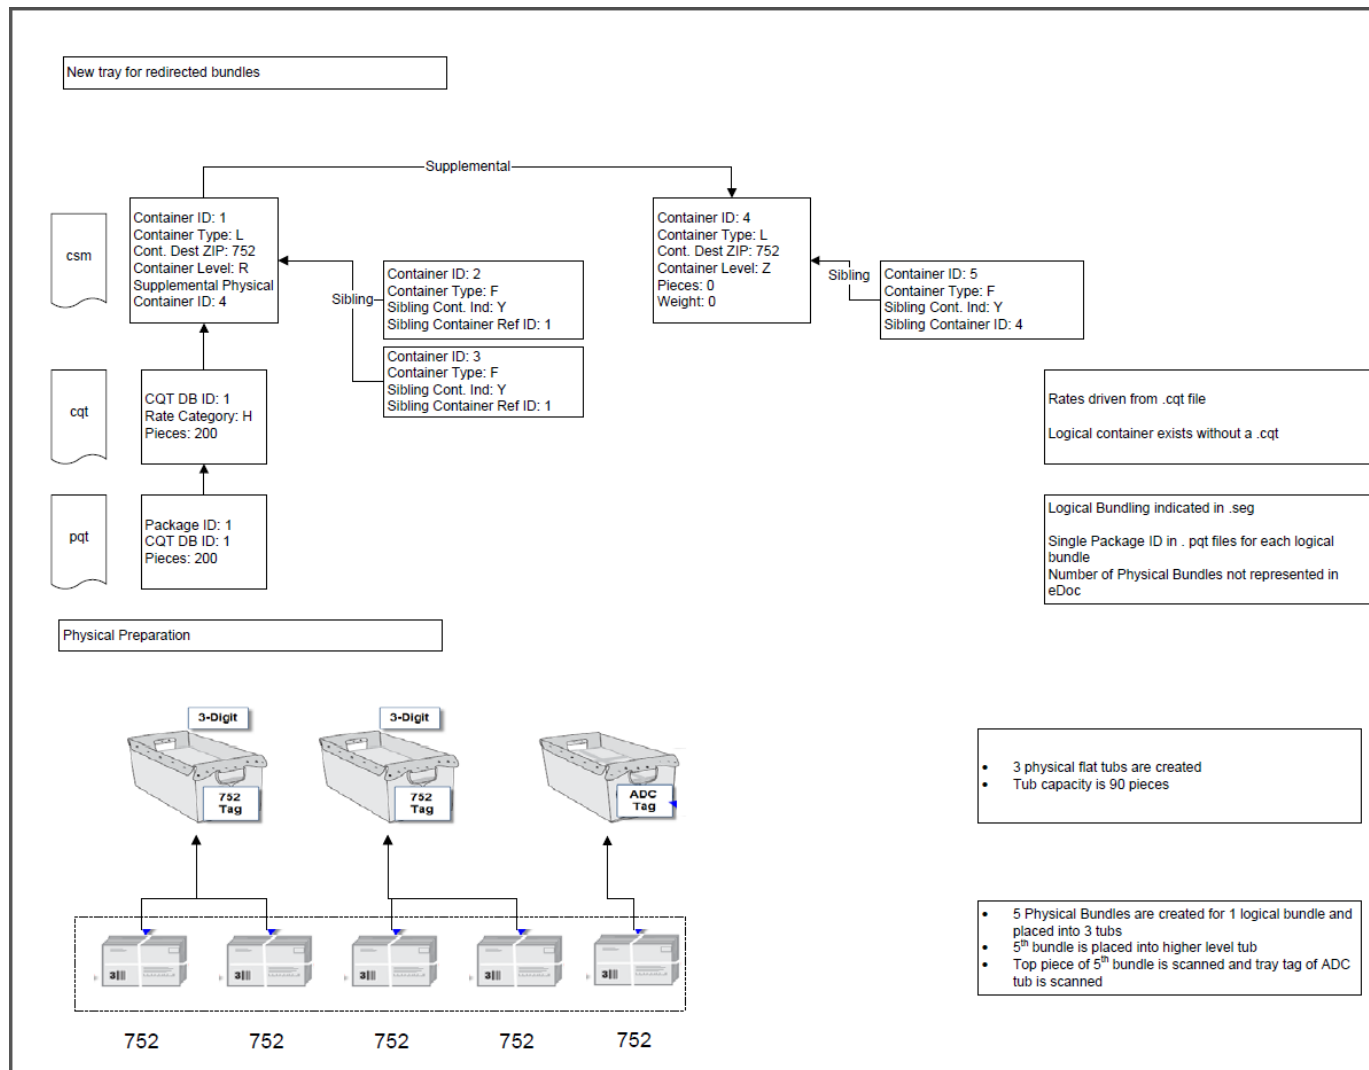 New tray for redirected bundles
Supplemental
csm
Container ID: 1
Container Type: L
Cont. Dest ZIP: 752
Container Level: R
Supplemental Physical
Container ID: 4
Sibling
Container ID: 2
Container Type: F
Sibling Cont. Ind: Y
Sibling Container Ref ID: 1
Container ID: 3
Container Type: F
Sibling Cont. Ind: Y
Sibling Container Ref ID: 1
Container ID: 4
Container Type: L
Cont. Dest ZIP: 752
Container Level: Z
Pieces: 0
Weight: 0
Sibling
Container ID: 5
Container Type: F
Sibling Cont. Ind: Y
Sibling Container ID: 4
cqt
CQT DB ID: 1
Rate Category: H
Pieces: 200
Rates driven from .cqt file
Logical container exists without a .cqt
pqt
Package ID: 1
CQT DB ID: 1
Pieces: 200
Logical Bundling indicated in .seg
Single Package ID in . pqt files for each logical
bundle
Number of Physical Bundles not represented in
eDoc
Physical Preparation
3-Digit
752
Tag
3-Digit
752
Tag
ADC
Tag
• 3 physical flat tubs are created
• Tub capacity is 90 pieces
• 5 Physical Bundles are created for 1 logical bundle and
placed into 3 tubs
• 5th bundle is placed into higher level tub
• Top piece of 5th bundle is scanned and tray tag of ADC
tub is scanned
3
3
3
3
3
752
752
752
752
752